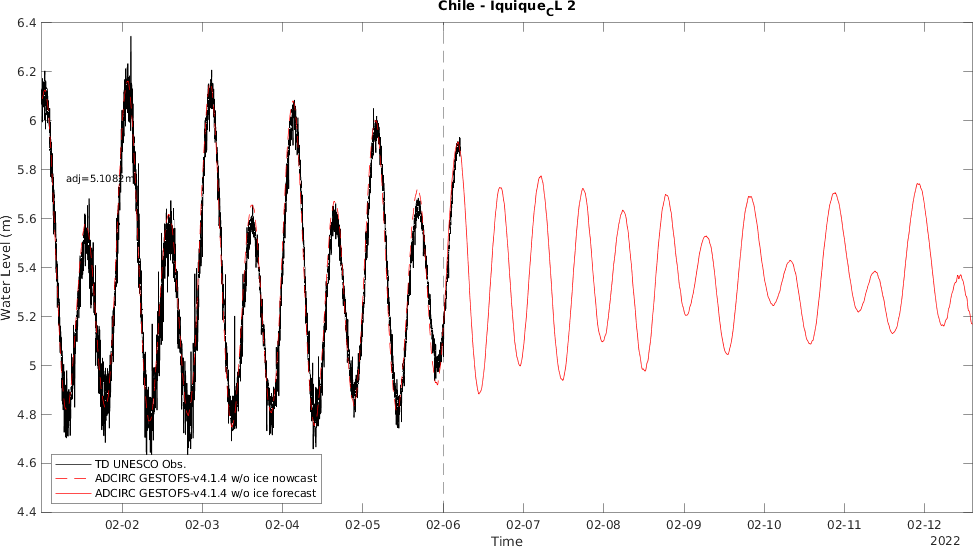 Chile - Iquique_CL 2
6.4
6.2
6
5.8
5.6
5.4
5.2
5
4.8
4.6
4.4
Water Level (m)
adj=5.1082m
TD UNESCO Obs.
ADCIRC GESTOFS-v4.1.4 w/o ice nowcast
ADCIRC GESTOFS-v4.1.4 w/o ice forecast
02-02 02-03 02-04 02-05 02-06 02-07 02-08 02-09 02-10 02-11 02-12
Time
2022